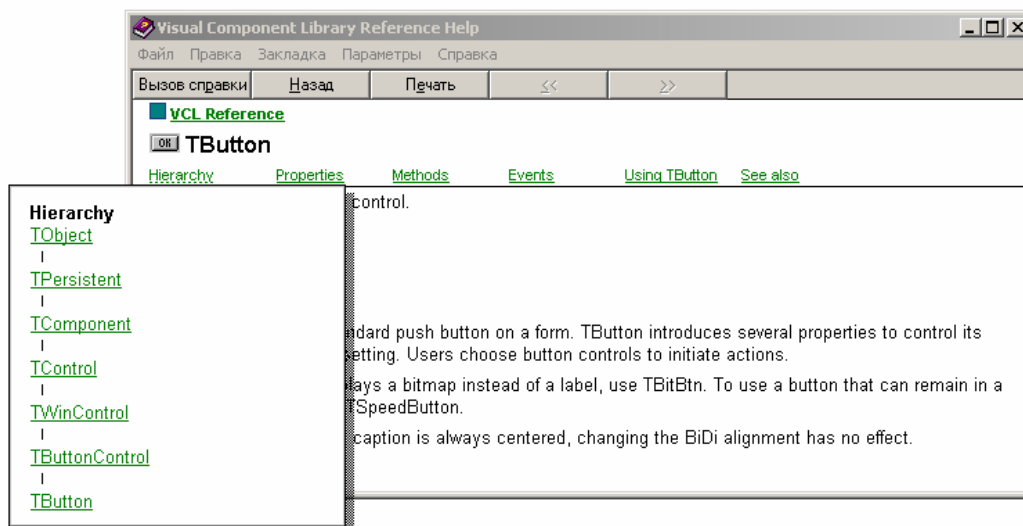 Visual Component Library Reference Help
Файл Правка Закладка Параметры Справка
Вызов справки Назад Печать << >>
VCL Reference
OK TButton
Hierarchy Properties Methods Events Using TButton See also
control.
Hierarchy
TObject
TPersistent
TComponent
TControl
TWinControl
TButtonControl
TButton
push button on a form. TButton introduces several properties to control its
Users choose button controls to initiate actions.
a bitmap instead of a label, use TBitBtn. To use a button that can remain in a
TSpeedButton.
caption is always centered, changing the BiDi alignment has no effect.